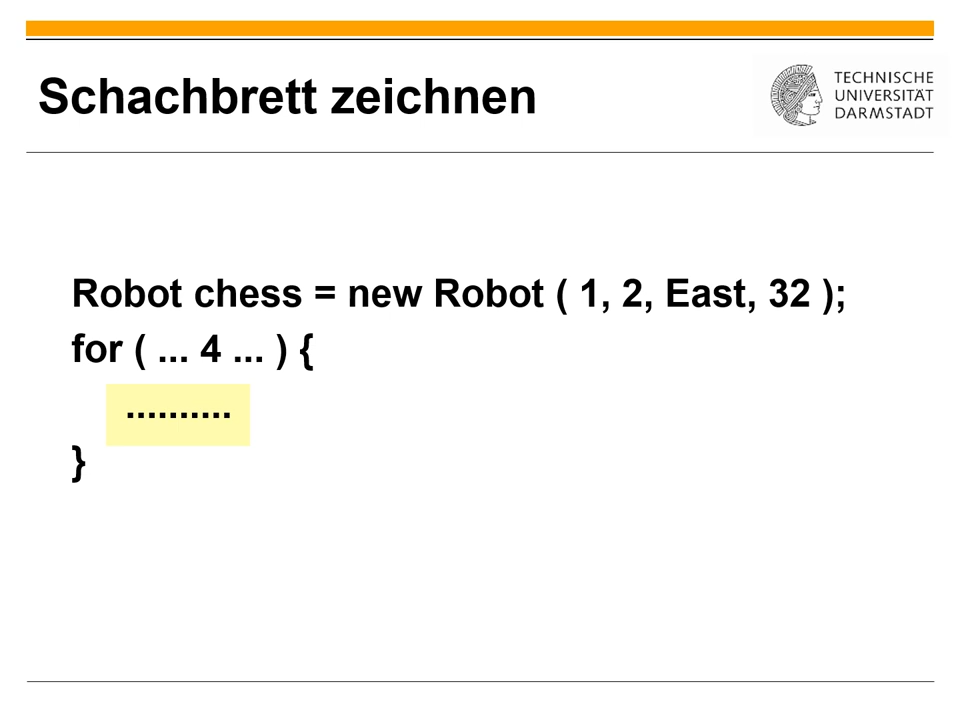 Schachbrett zeichnen
TECHNISCHE
UNIVERSITÄT
DARMSTADT
Robot chess = new Robot ( 1, 2, East, 32 );
for ( ... 4 ... ) {
..........
}